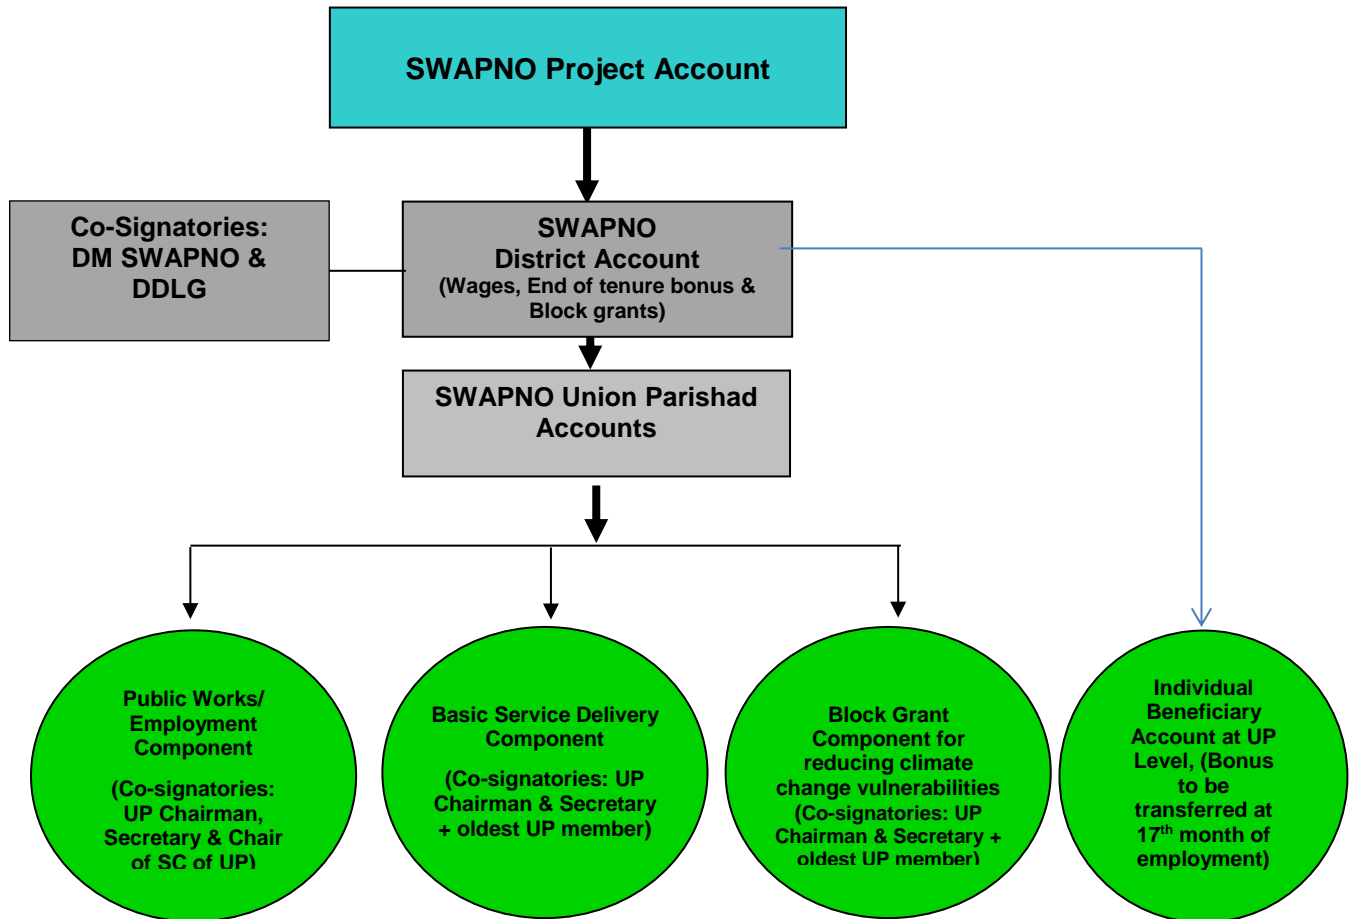 SWAPNO Project Account
Co-Signatories:
DM SWAPNO &
DDLG
SWAPNO
District Account
(Wages, End of tenure bonus &
Block grants)
SWAPNO Union Parishad
Accounts
Public Works/
Employment
Component
(Co-signatories:
UP Chairman,
Secretary & Chair
of SC of UP)
Basic Service Delivery
Component
(Co-signatories: UP
Chairman & Secretary
+ oldest UP member)
Block Grant
Component for
reducing climate
change vulnerabilities
(Co-signatories: UP
Chairman & Secretary +
oldest UP member)
Individual
Beneficiary
Account at UP
Level, (Bonus
to be
transferred at
17th month of
employment)